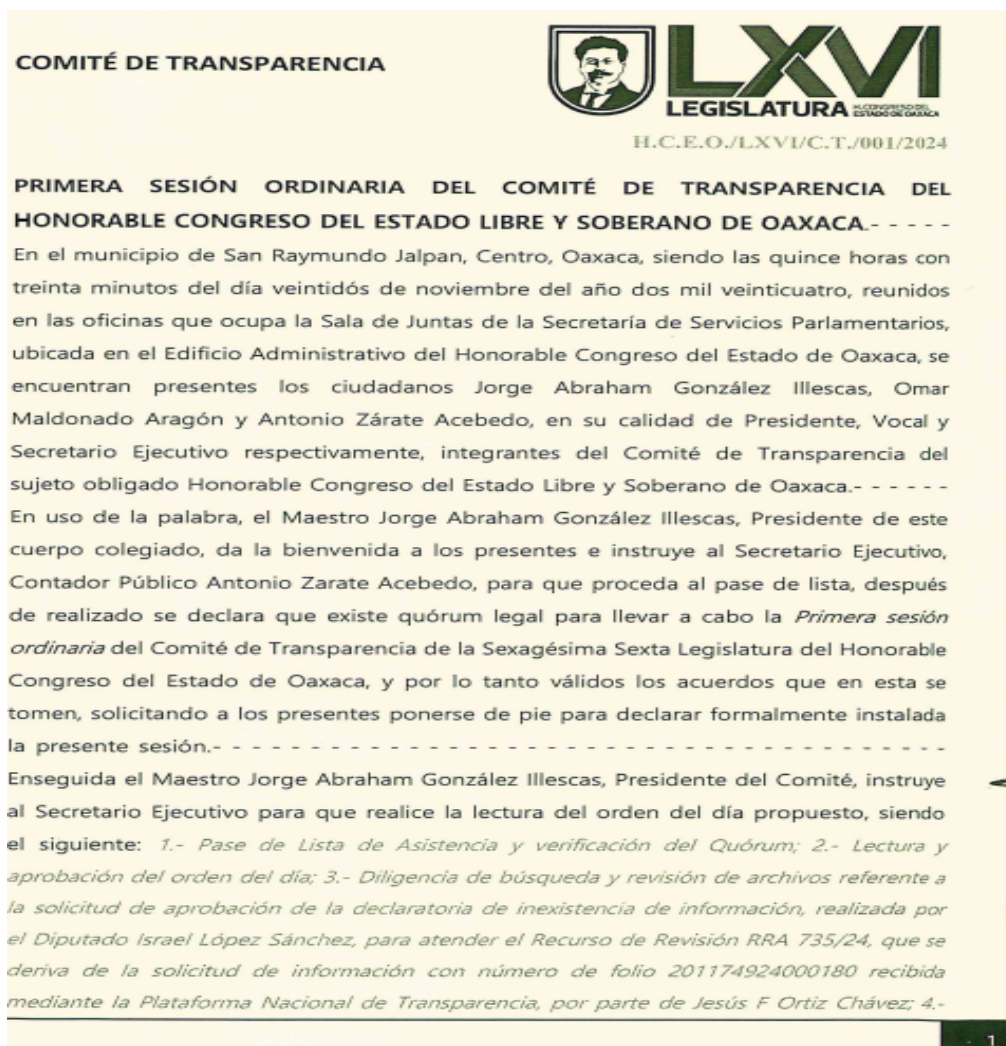 COMITÉ DE TRANSPARENCIA
LXVI
LEGISLATURA H. CONGRESO DEL ESTADO DE OAXACA
H.C.E.O./LXVI/C.T./001/2024
PRIMERA SESIÓN ORDINARIA DEL COMITÉ DE TRANSPARENCIA DEL
HONORABLE CONGRESO DEL ESTADO LIBRE Y SOBERANO DE OAXACA.- - - - -
En el municipio de San Raymundo Jalpan, Centro, Oaxaca, siendo las quince horas con
treinta minutos del día veintidós de noviembre del año dos mil veinticuatro, reunidos
en las oficinas que ocupa la Sala de Juntas de la Secretaría de Servicios Parlamentarios,
ubicada en el Edificio Administrativo del Honorable Congreso del Estado de Oaxaca, se
encuentran presentes los ciudadanos Jorge Abraham González Illescas, Omar
Maldonado Aragón y Antonio Zárate Acebedo, en su calidad de Presidente, Vocal y
Secretario Ejecutivo respectivamente, integrantes del Comité de Transparencia del
sujeto obligado Honorable Congreso del Estado Libre y Soberano de Oaxaca.- - - - - -
En uso de la palabra, el Maestro Jorge Abraham González Illescas, Presidente de este
cuerpo colegiado, da la bienvenida a los presentes e instruye al Secretario Ejecutivo,
Contador Público Antonio Zarate Acebedo, para que proceda al pase de lista, después
de realizado se declara que existe quórum legal para llevar a cabo la Primera sesión
ordinaria del Comité de Transparencia de la Sexagésima Sexta Legislatura del Honorable
Congreso del Estado de Oaxaca, y por lo tanto válidos los acuerdos que en esta se
tomen, solicitando a los presentes ponerse de pie para declarar formalmente instalada
la presente sesión.- - - - - - - - - - - - - - - - - - - - - - - - - - - - - - - - - - -
Enseguida el Maestro Jorge Abraham González Illescas, Presidente del Comité, instruye
al Secretario Ejecutivo para que realice la lectura del orden del día propuesto, siendo
el siguiente: 1.- Pase de Lista de Asistencia y verificación del Quórum; 2.- Lectura y
aprobación del orden del día; 3.- Diligencia de búsqueda y revisión de archivos referente a
la solicitud de aprobación de la declaratoria de inexistencia de información, realizada por
el Diputado Israel López Sánchez, para atender el Recurso de Revisión RRA 735/24, que se
deriva de la solicitud de información con número de folio 201174924000180 recibida
mediante la Plataforma Nacional de Transparencia, por parte de Jesús F Ortiz Chávez; 4.-
1